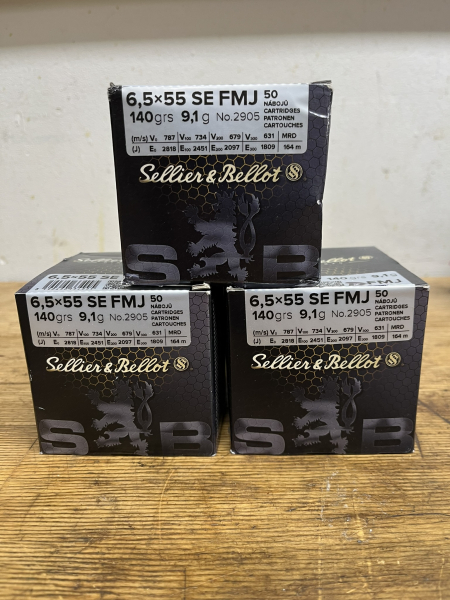 6,5×55 SE FMJ 50
140grs 9,1g No.2905
NÁBOJŮ
CARTRIDGES
PATRONEN
CARTOUCHES
(m/s) V₀ 787 V₁₀₀ 734 V₂₀₀ 679 V₃₀₀ 631 MRD
(J) E₀ 2818 E₁₀₀ 2451 E₂₀₀ 2097 E₃₀₀ 1809 164 m
Sellier & Bellot
S B
6,5×55 SE FMJ 50
140grs 9,1g No.2905
NÁBOJŮ
CARTRIDGES
PATRONEN
CARTOUCHES
(m/s) V₀ 787 V₁₀₀ 734 V₂₀₀ 679 631 MRD
(J) E₀ 2818 E₁₀₀ 2451 E₂₀₀ 2097 E₃₀₀ 1809 164 m
Sellier & Bellot
S B
6,5×55 SE FMJ 50
140grs 9,1g No.2905
NÁBOJŮ
CARTRIDGES
PATRONEN
CARTOUCHES
(m/s) V₀ 787 V₁₀₀ 734 V₂₀₀ 679 631 MRD
(J) E₀ 2818 E₁₀₀ 2451 E₂₀₀ 2097 E₃₀₀ 1809 164 m
Sellier & Bellot
S B